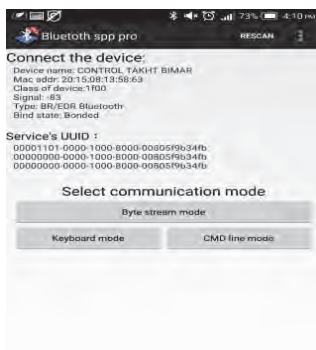 73% 4:10 PM
Bluetoth spp pro RESCAN
Connect the device:
Device name: CONTROL TAKHT BIMAR
Mac addr: 20:15:08:13:58:63
Class of device:1f00
Signal: -83
Type: BR/EDR Bluetooth
Bind state: Bonded
Service's UUID :
00001101-0000-1000-8000-00805f9b34fb
00000000-0000-1000-8000-00805f9b34fb
00000000-0000-1000-8000-00805f9b34fb
Select communication mode
Byte stream mode
Keyboard mode CMD line mode